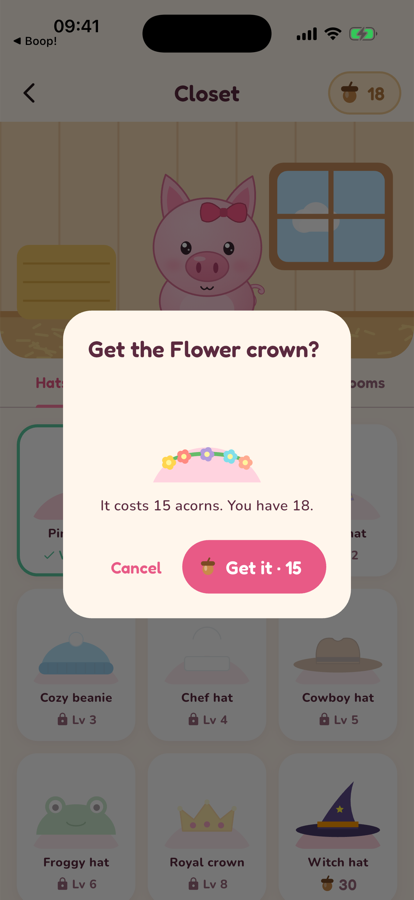 09:41
◀ Boop!
Closet
18
Get the Flower crown?
It costs 15 acorns. You have 18.
Cancel
Get it · 15
Cozy beanie
Chef hat
Cowboy hat
Lv 3
Lv 4
Lv 5
Froggy hat
Royal crown
Witch hat
Lv 6
Lv 8
30